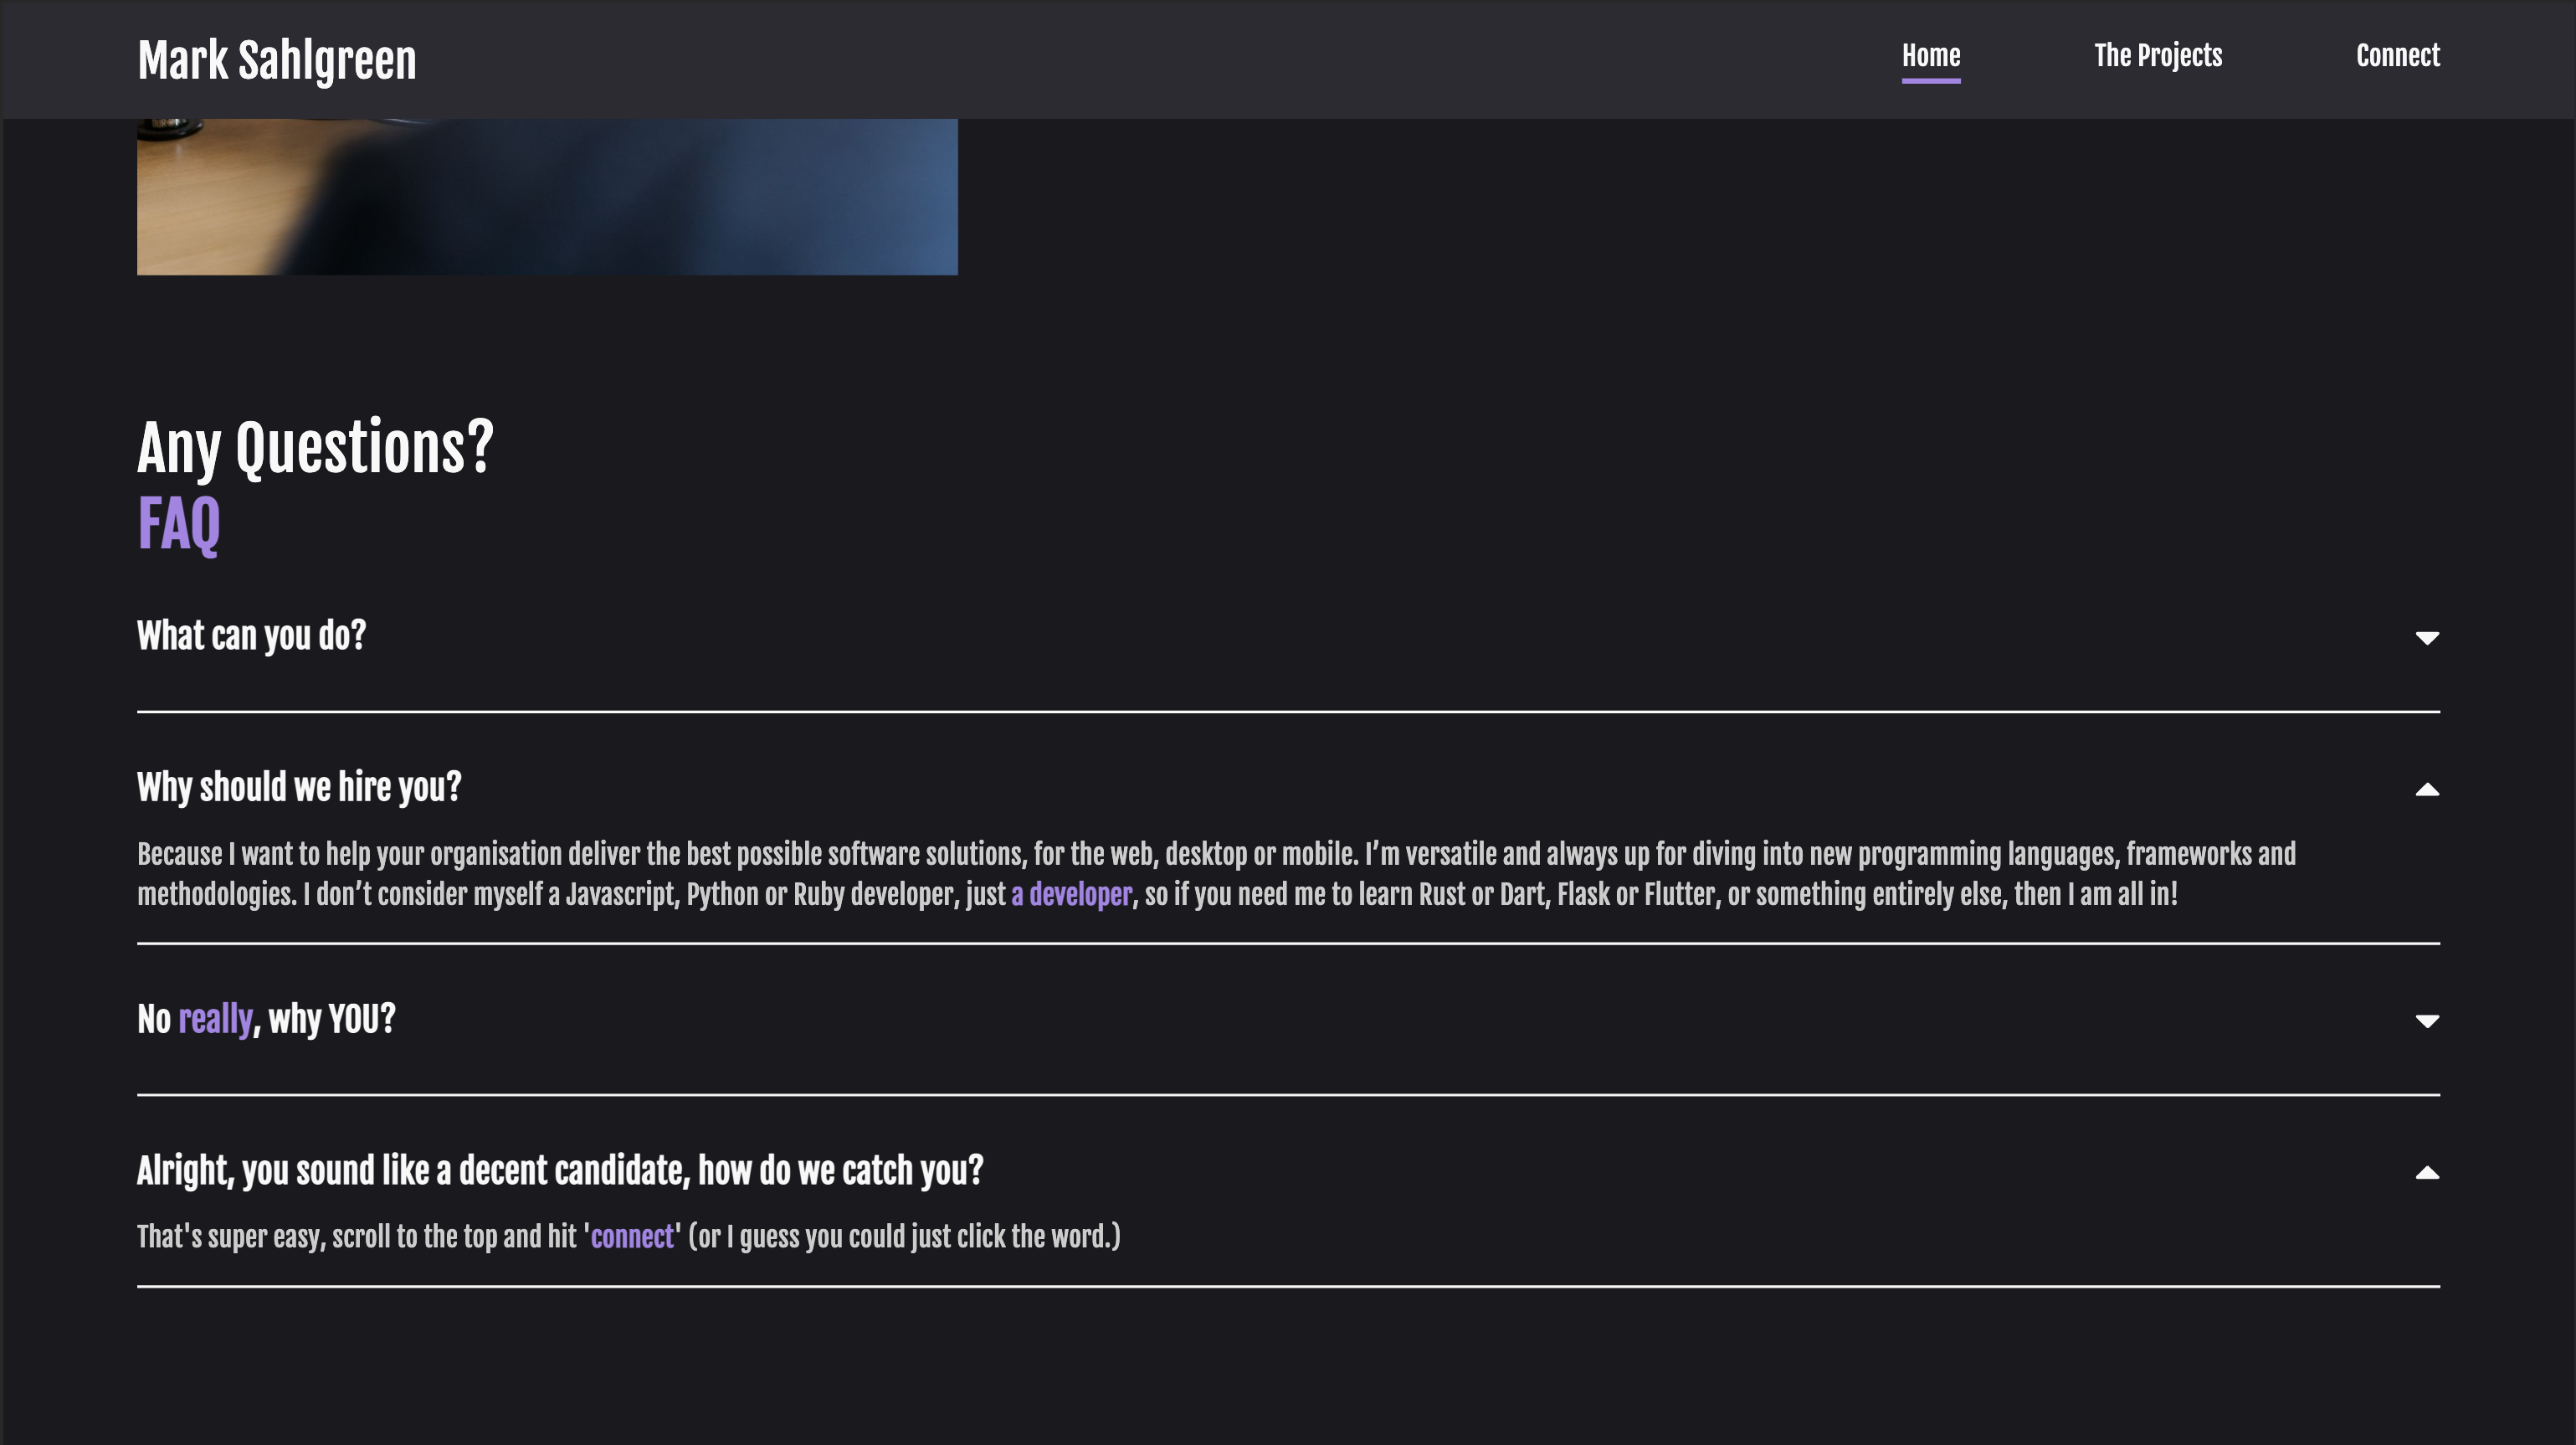 Mark Sahlgreen
Home
The Projects
Connect
Any Questions?
FAQ
What can you do?
Why should we hire you?
Because I want to help your organisation deliver the best possible software solutions, for the web, desktop or mobile. I’m versatile and always up for diving into new programming languages, frameworks and
methodologies. I don’t consider myself a Javascript, Python or Ruby developer, just a developer, so if you need me to learn Rust or Dart, Flask or Flutter, or something entirely else, then I am all in!
No really, why YOU?
Alright, you sound like a decent candidate, how do we catch you?
That's super easy, scroll to the top and hit 'connect' (or I guess you could just click the word.)